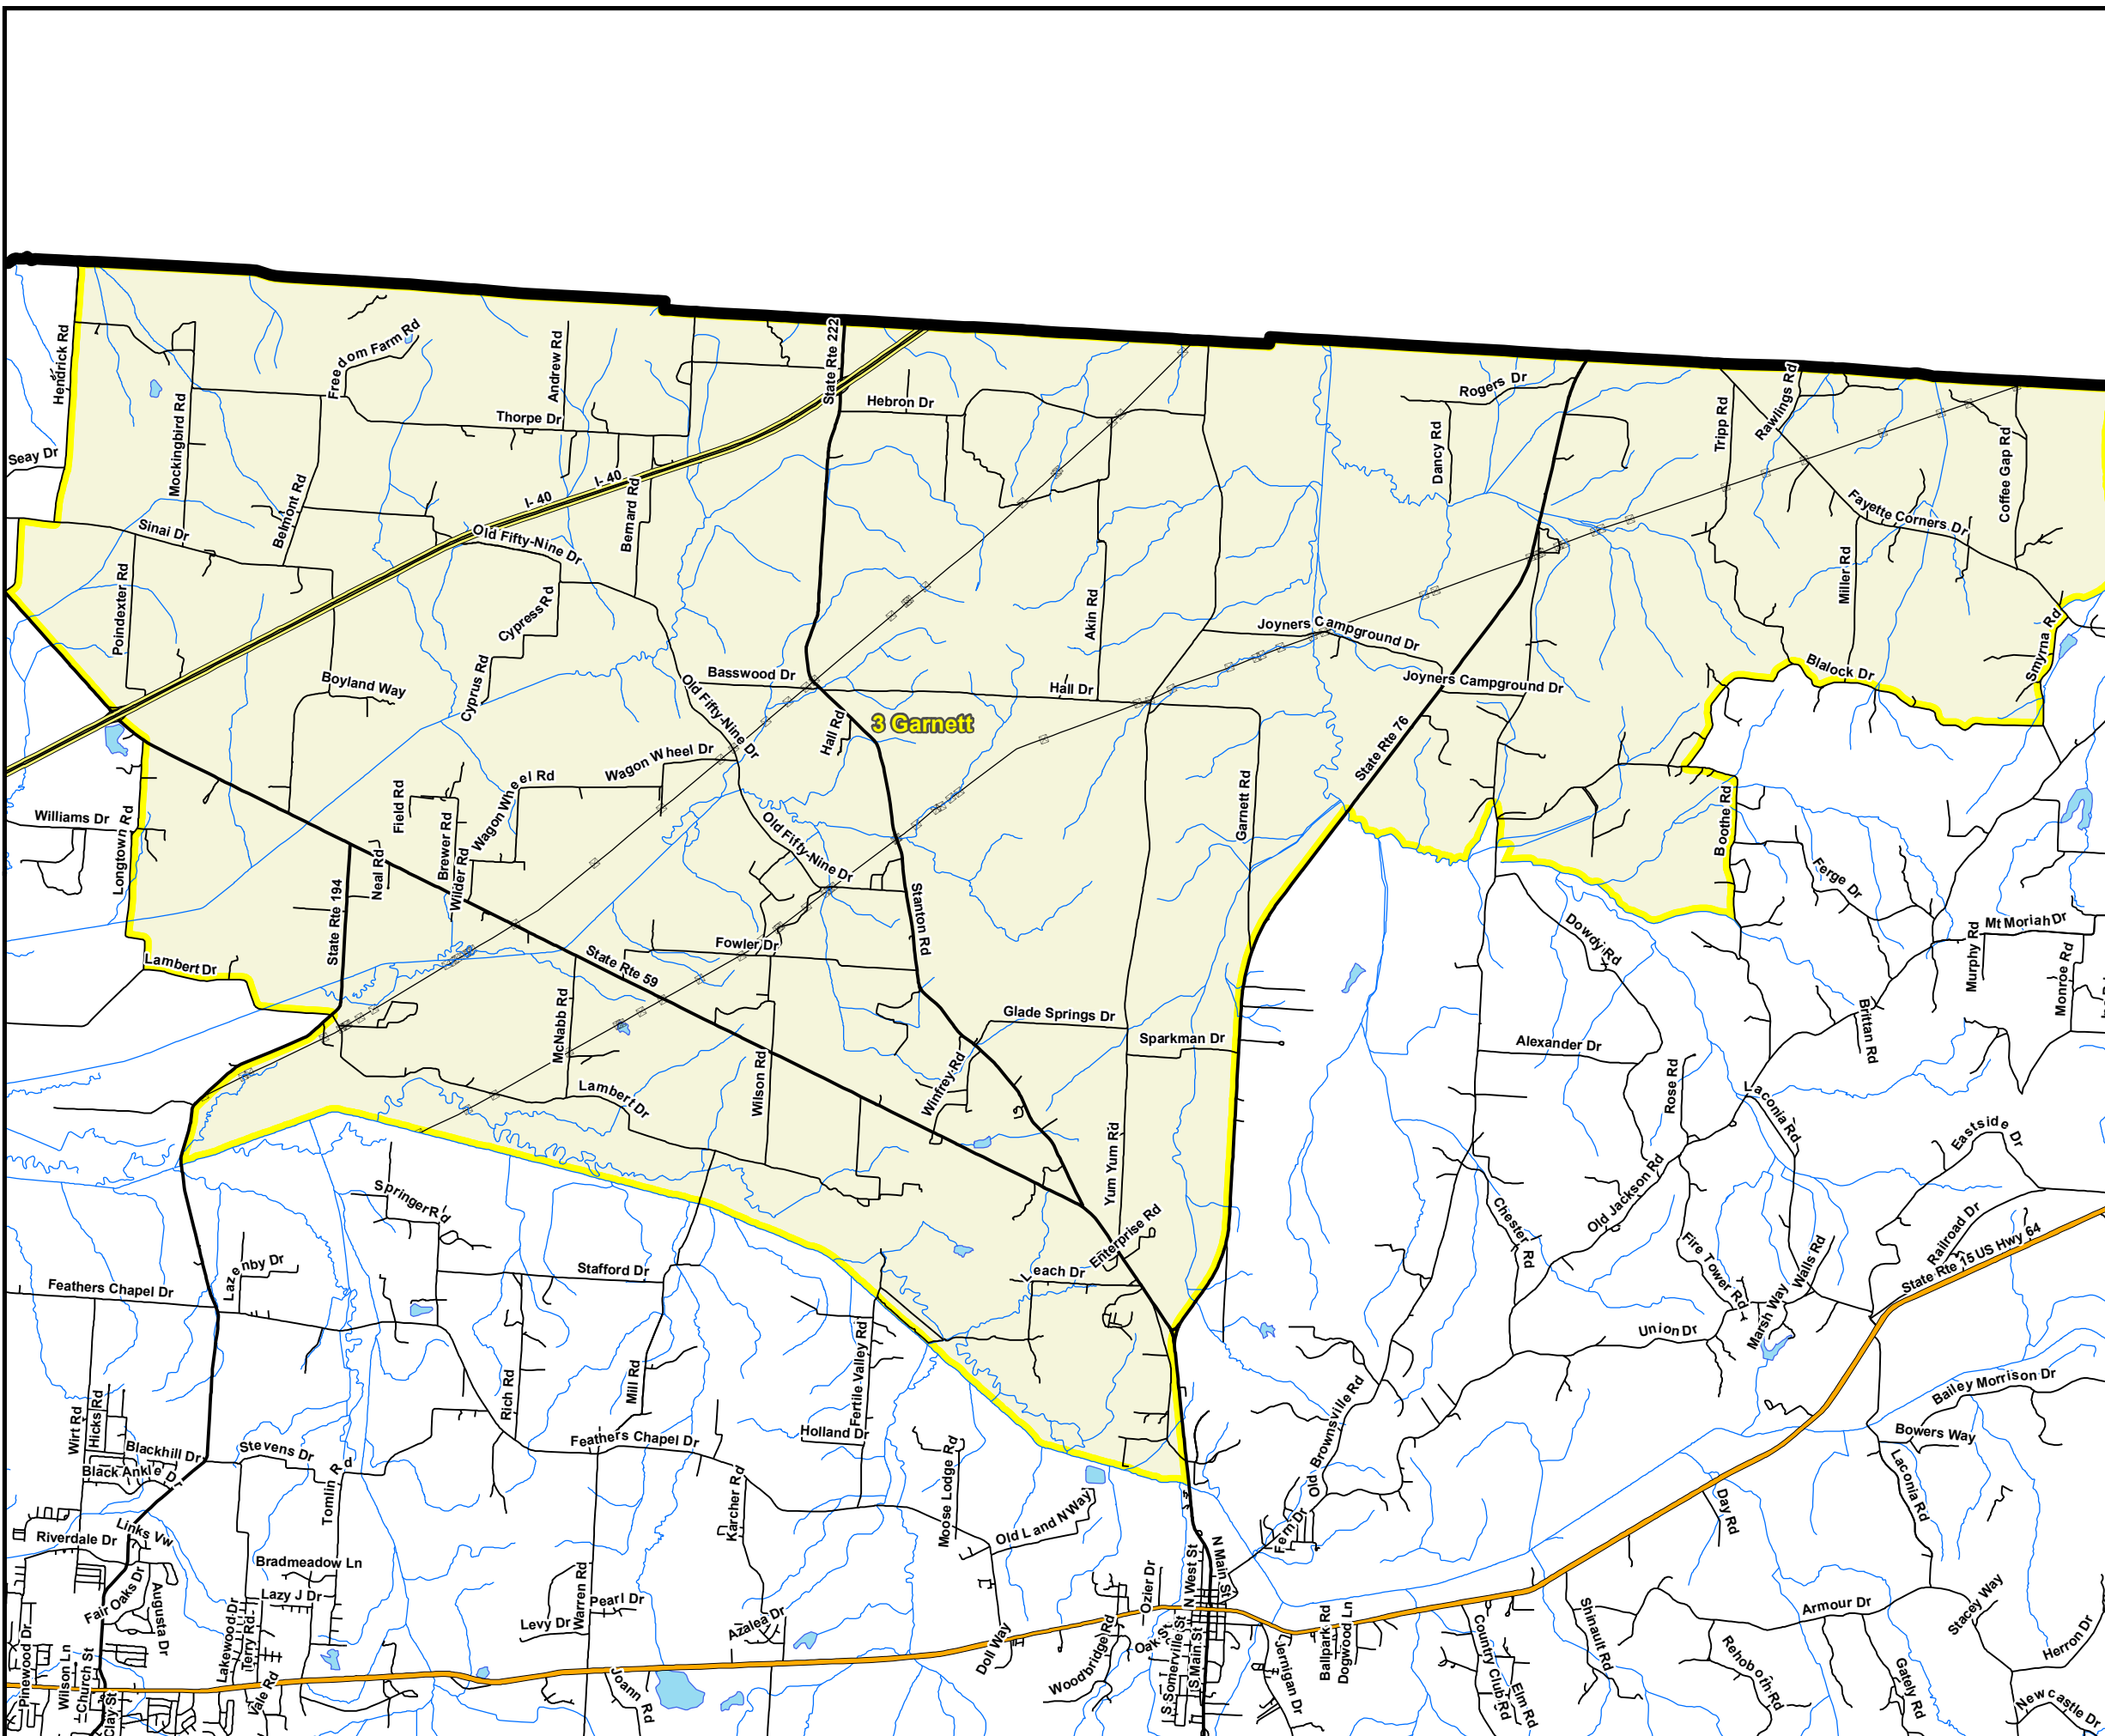 State Rte 222
Hendrick Rd
Freedom Farm Rd
Andrew Rd
Rogers Dr
Rawlings Rd
Hebron Dr
Thorpe Dr
Mockingbird Rd
Tripp Rd
Dancy Rd
Coffee Gap Rd
Seay Dr
I- 40
I- 40
Belmont Rd
Bernard Rd
Sinai Dr
Old Fifty-Nine Dr
Fayette Corners Dr
Miller Rd
Poindexter Rd
Cypress Rd
Akin Rd
Joyners Campground Dr
Smyrna Rd
Blalock Dr
Boyland Way
Cyprus Rd
Basswood Dr
Hall Dr
Joyners Campground Dr
Old Fifty-Nine Dr
Hall Rd
3 Garnett
State Rte 76
Wagon Wheel Dr
Wagon Wheel Rd
Field Rd
Garnett Rd
Boothe Rd
Williams Dr
Longtown Rd
Brewer Rd
Old Fifty-Nine Dr
Neal Rd
Wilder Rd
Ferge Dr
State Rte 194
Stanton Rd
Dowdy Rd
Mt Moriah Dr
Murphy Rd
Monroe Rd
Fowler Dr
State Rte 59
Lambert Dr
McNabb Rd
Glade Springs Dr
Sparkman Dr
Alexander Dr
Brittan Rd
Wilson Rd
Winfrey Rd
Lambert Dr
Rose Rd
Laconia Rd
Yum Yum Rd
Eastside Dr
Springer Rd
Old Jackson Rd
Chester Rd
Enterprise Rd
Railroad Dr
Fire Tower Rd
Walls Rd
State Rte 15 US Hwy 64
Lazenby Dr
Stafford Dr
Leach Dr
Feathers Chapel Dr
Marsh Way
Union Dr
Rich Rd
Mill Rd
Fertile Valley Rd
Old Brownsville Rd
Bailey Morrison Dr
Wirt Rd
Hicks Rd
Blackhill Dr
Stevens Dr
Feathers Chapel Dr
Holland Dr
Bowers Way
Black Ankle Dr
Tomlin Rd
Karcher Rd
Moose Lodge Rd
Laconia Rd
Old Land N Way
Day Rd
Links Vw
Riverdale Dr
Fern Dr
N Main St
N West St
Bradmeadow Ln
Fair Oaks Dr
Augusta Dr
Lazy J Dr
Warren Rd
Pearl Dr
Levy Dr
Azalea Dr
Ozier Dr
Stacey Way
Armour Dr
Shinault Rd
Lakewood Dr
Terry Rd
Pinewood Dr
Wilson Ln
Church St
Clay St
Vale Rd
Joann Rd
Doll Way
Woodbridge Rd
Oak St
S Somerville St
S Main St
Jernigan Dr
Ballpark Rd
Dogwood Ln
Country Club Rd
Elm Rd
Rehoboth Rd
Gately Rd
Herron Dr
Newcastle Dr